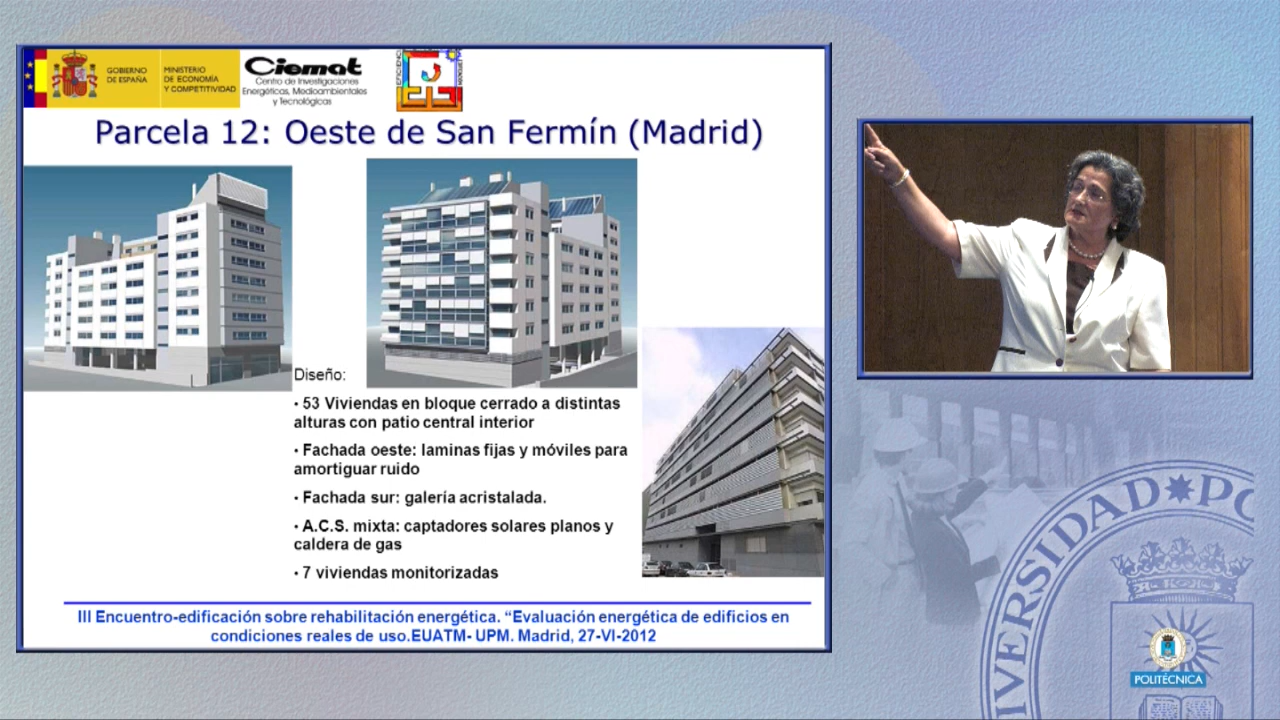 GOBIERNO
DE ESPAÑA
MINISTERIO
DE ECONOMÍA
Y COMPETITIVIDAD
Ciemat
Centro de Investigaciones
Energéticas, Medioambientales
y Tecnológicas
Parcela 12: Oeste de San Fermín (Madrid)
Diseño:
• 53 Viviendas en bloque cerrado a distintas
alturas con patio central interior
• Fachada oeste: laminas fijas y móviles para
amortiguar ruido
• Fachada sur: galería acristalada.
• A.C.S. mixta: captadores solares planos y
caldera de gas
• 7 viviendas monitorizadas
III Encuentro-edificación sobre rehabilitación energética. “Evaluación energética de edificios en
condiciones reales de uso.EUATM- UPM. Madrid, 27-VI-2012
IVERSIDAD PO
POLITÉCNICA